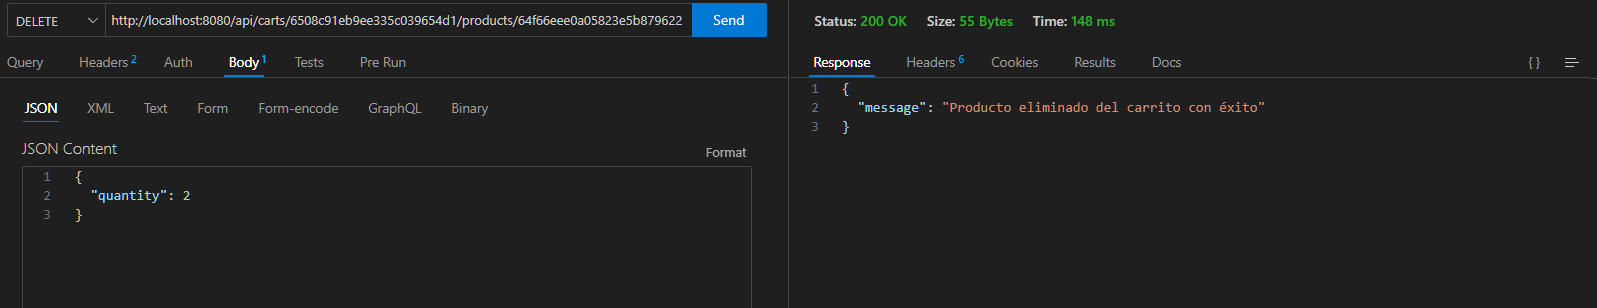 DELETE http://localhost:8080/api/carts/6508c91eb9ee335c039654d1/products/64f66eee0a05823e5b879622 Send
Query Headers 2 Auth Body 1 Tests Pre Run
JSON XML Text Form Form-encode GraphQL Binary
JSON Content
Format
1 {
2 "quantity": 2
3 }
Status: 200 OK Size: 55 Bytes Time: 148 ms
Response Headers 6 Cookies Results Docs { }
1 {
2 "message": "Producto eliminado del carrito con éxito"
3 }